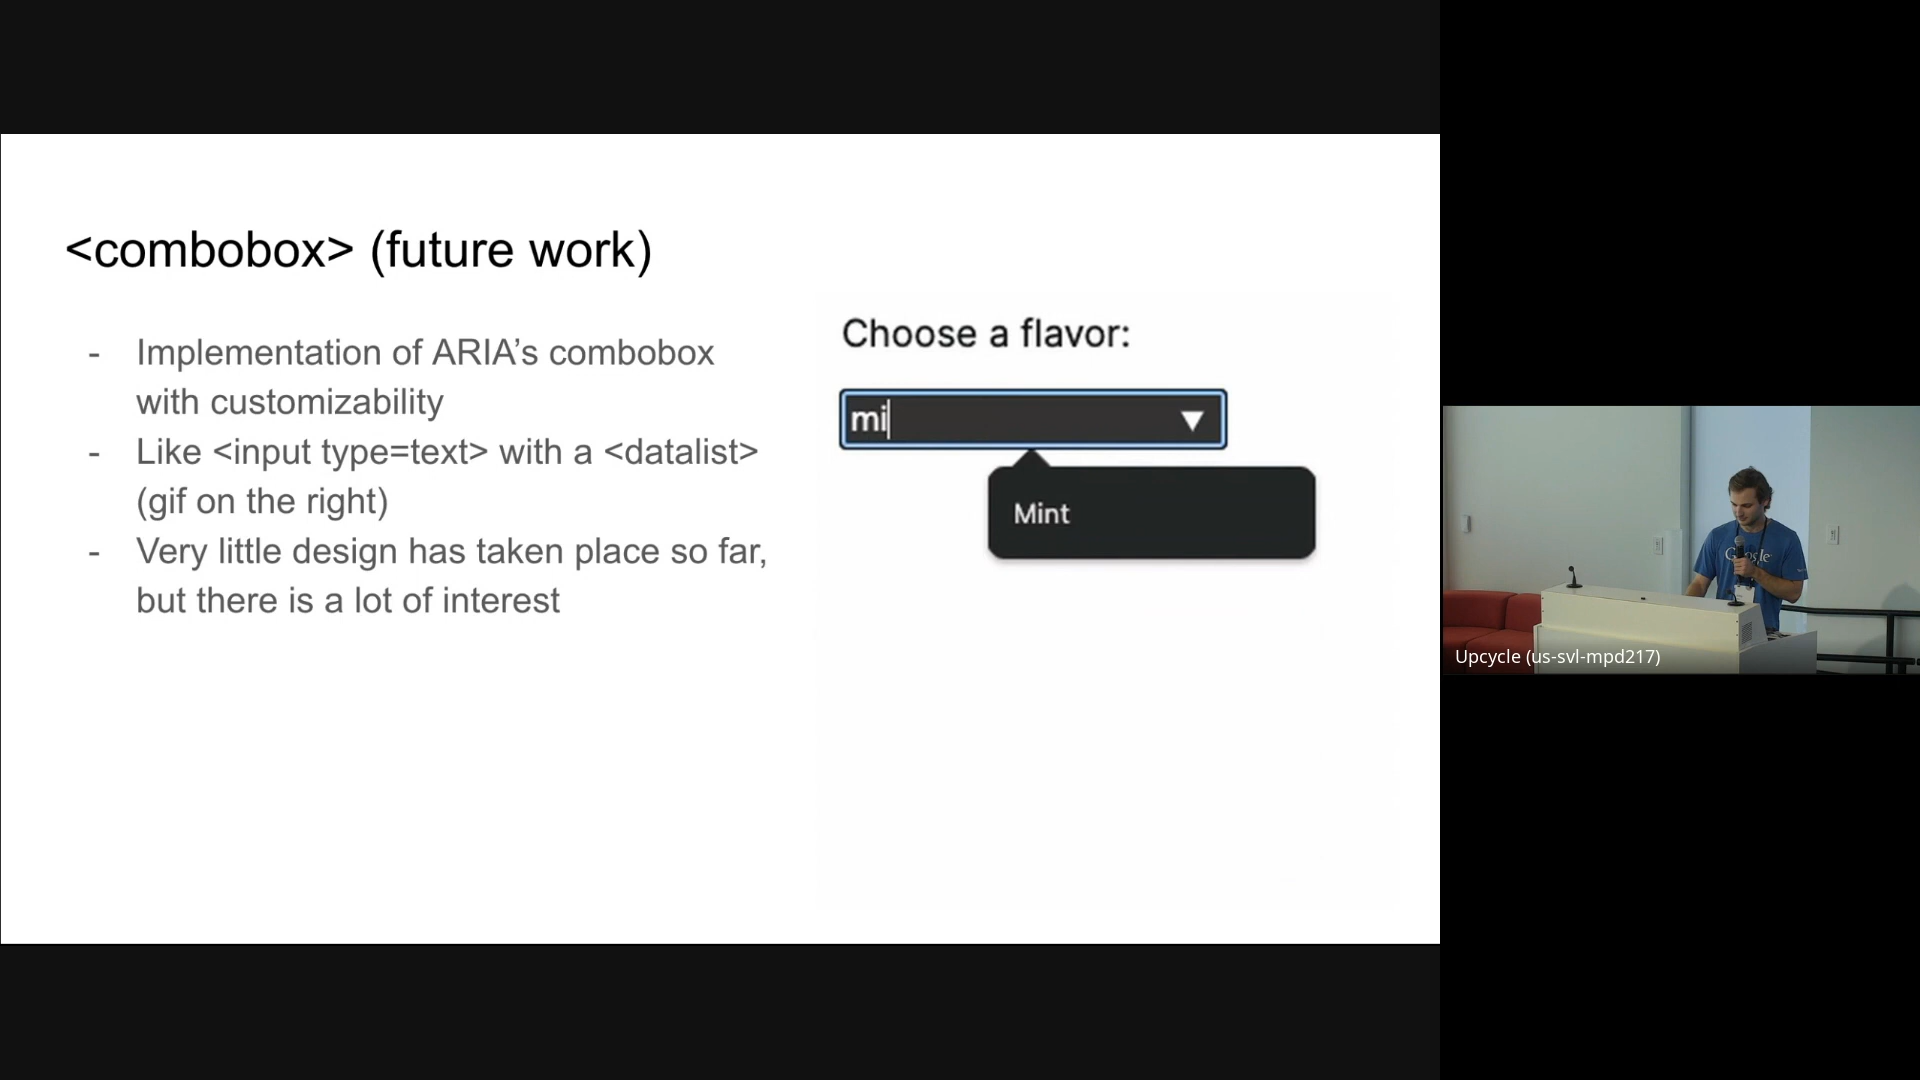 <combobox> (future work)
- Implementation of ARIA’s combobox
with customizability
- Like <input type=text> with a <datalist>
(gif on the right)
- Very little design has taken place so far,
but there is a lot of interest
Choose a flavor:
mi
Mint
Google
Upcycle (us-svl-mpd217)